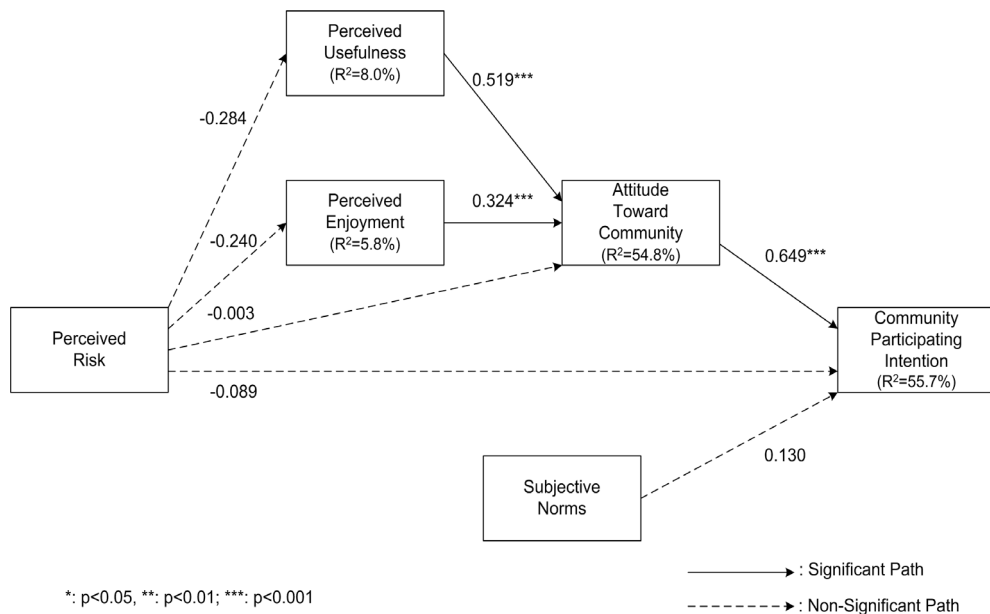 Perceived
Usefulness
(R²=8.0%)
0.519***
-0.284
Perceived
Enjoyment
(R²=5.8%)
0.324***
Attitude
Toward
Community
(R²=54.8%)
-0.240
0.649***
-0.003
Perceived
Risk
Community
Participating
Intention
(R²=55.7%)
-0.089
0.130
Subjective
Norms
: Significant Path
*: p<0.05, **: p<0.01; ***: p<0.001
: Non-Significant Path